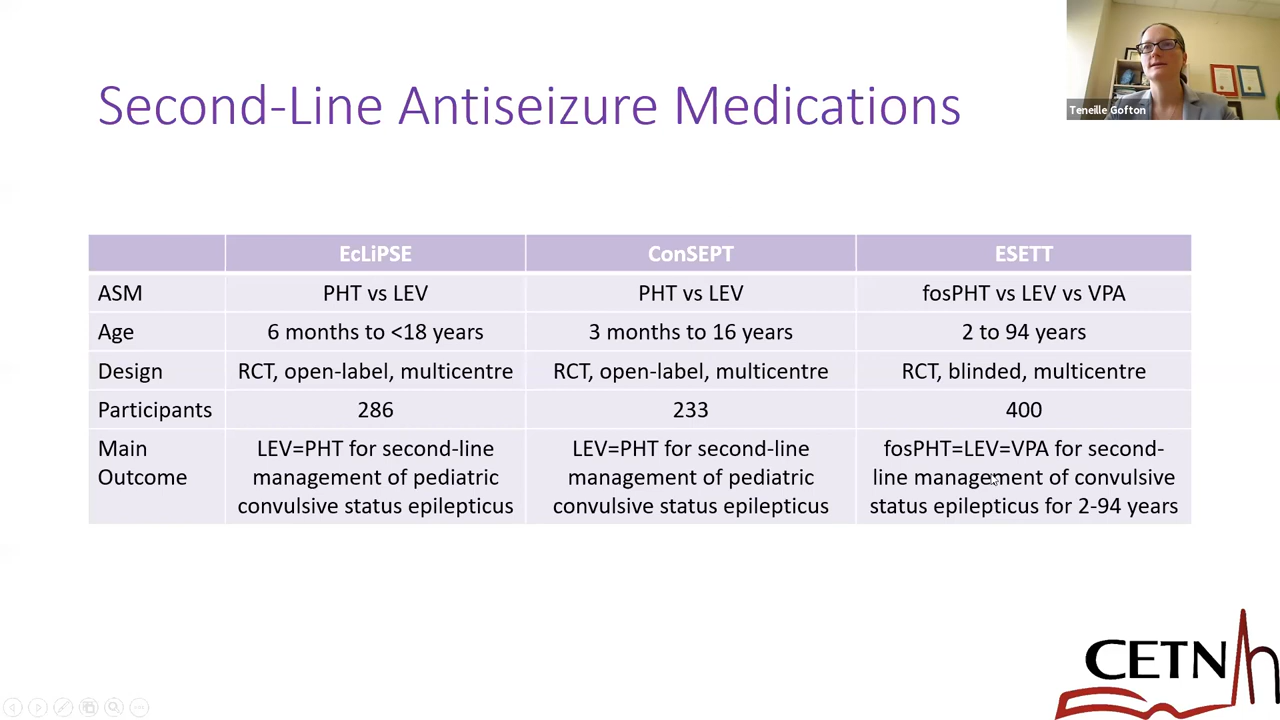 Teneille Gofton
Second-Line Antiseizure Medications
EcLiPSE ConSEPT ESETT
ASM PHT vs LEV PHT vs LEV fosPHT vs LEV vs VPA
Age 6 months to <18 years 3 months to 16 years 2 to 94 years
Design RCT, open-label, multicentre RCT, open-label, multicentre RCT, blinded, multicentre
Participants 286 233 400
Main LEV=PHT for second-line LEV=PHT for second-line fosPHT=LEV=VPA for second-
Outcome management of pediatric management of pediatric line management of convulsive
convulsive status epilepticus convulsive status epilepticus status epilepticus for 2-94 years
CETN